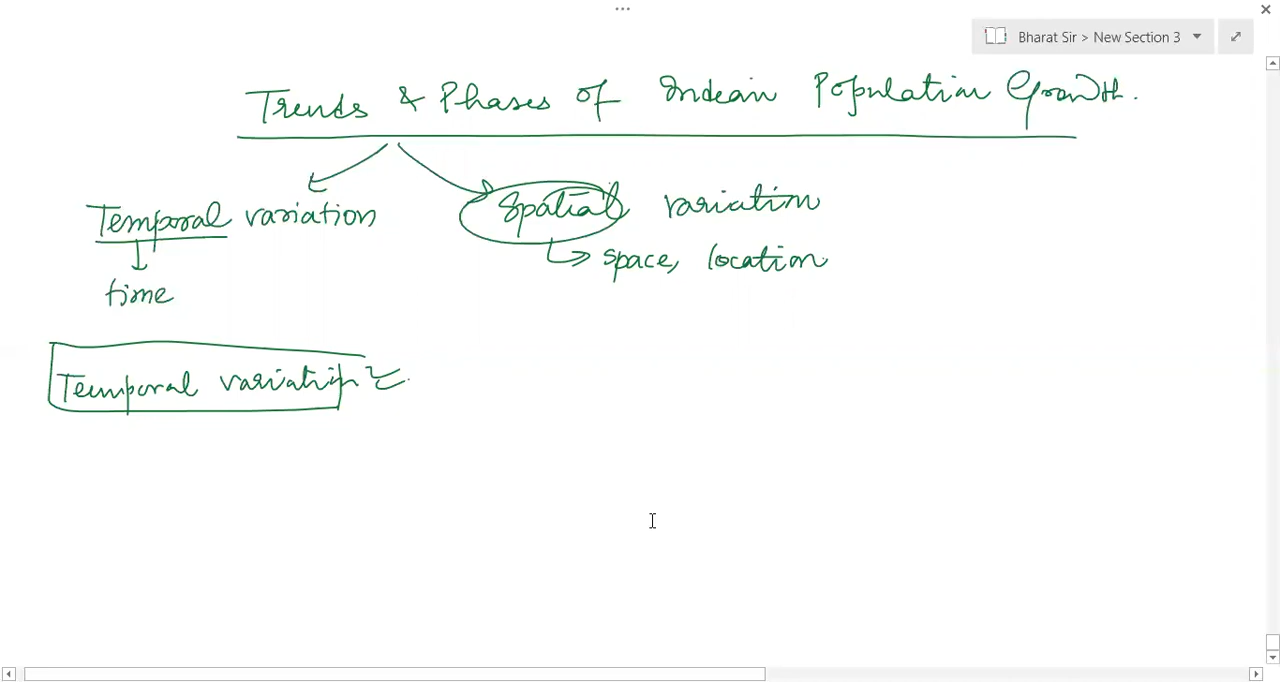 Bharat Sir > New Section 3
Trends & Phases of Indian Population Growth.
Temporal variation
Spatial variation
space, location
time
Temporal variation